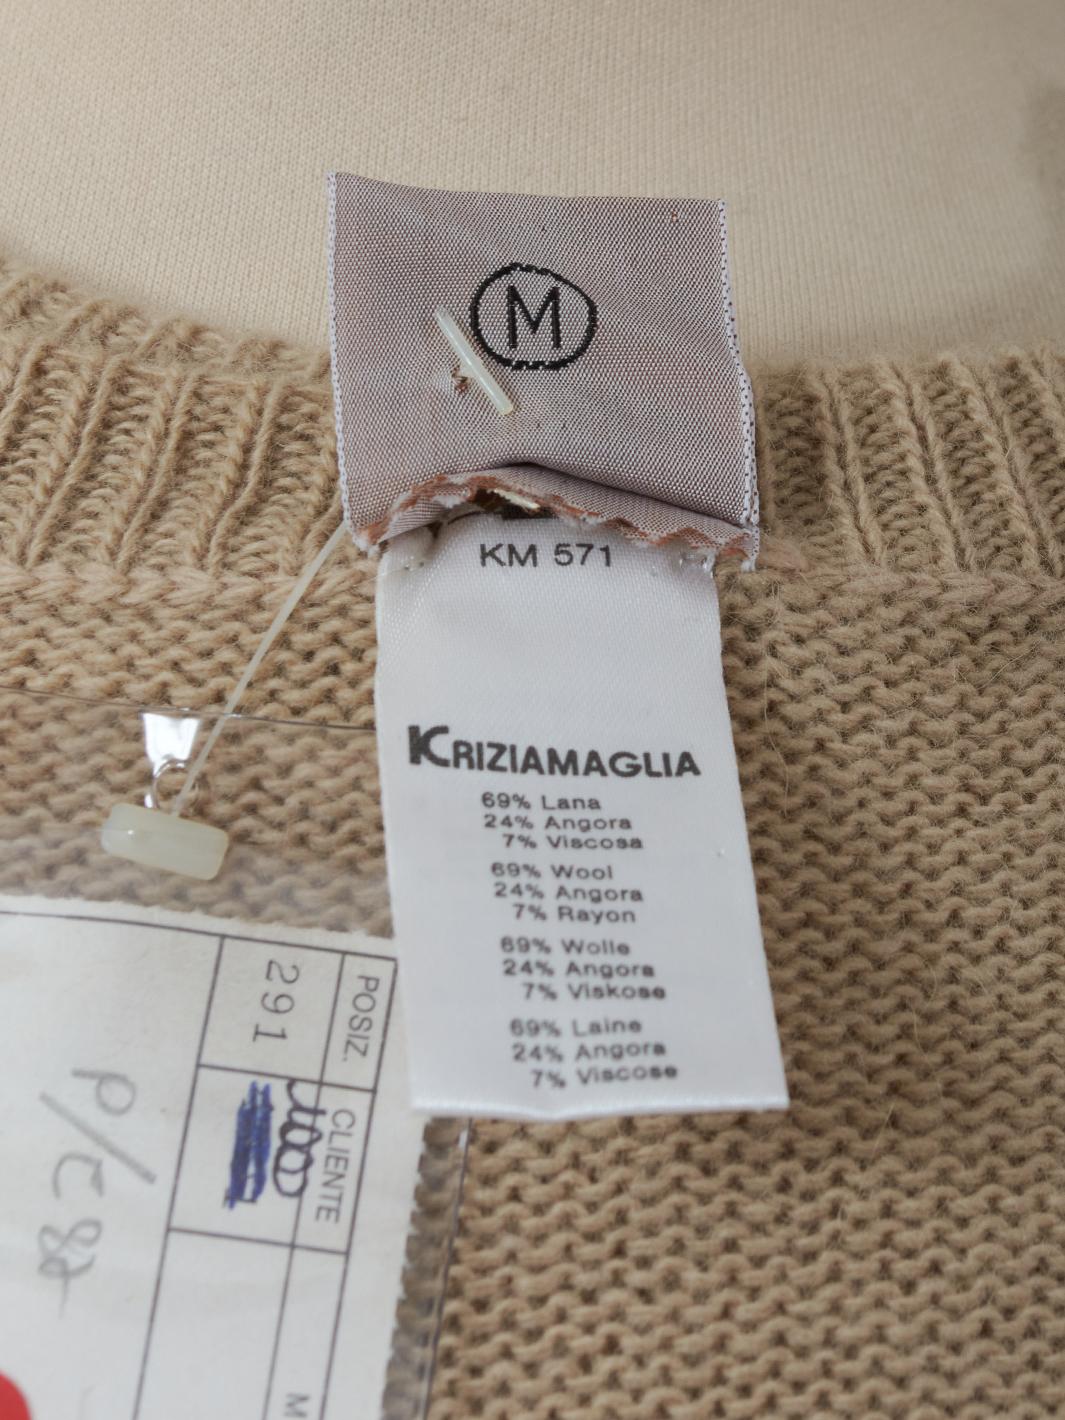 M
KM 571
KRIZIAMAGLIA
69% Lana
24% Angora
7% Viscosa
69% Wool
24% Angora
7% Rayon
69% Wolle
24% Angora
7% Viskose
69% Laine
24% Angora
7% Viscose
POSIZ.
291
CLIENTE
M